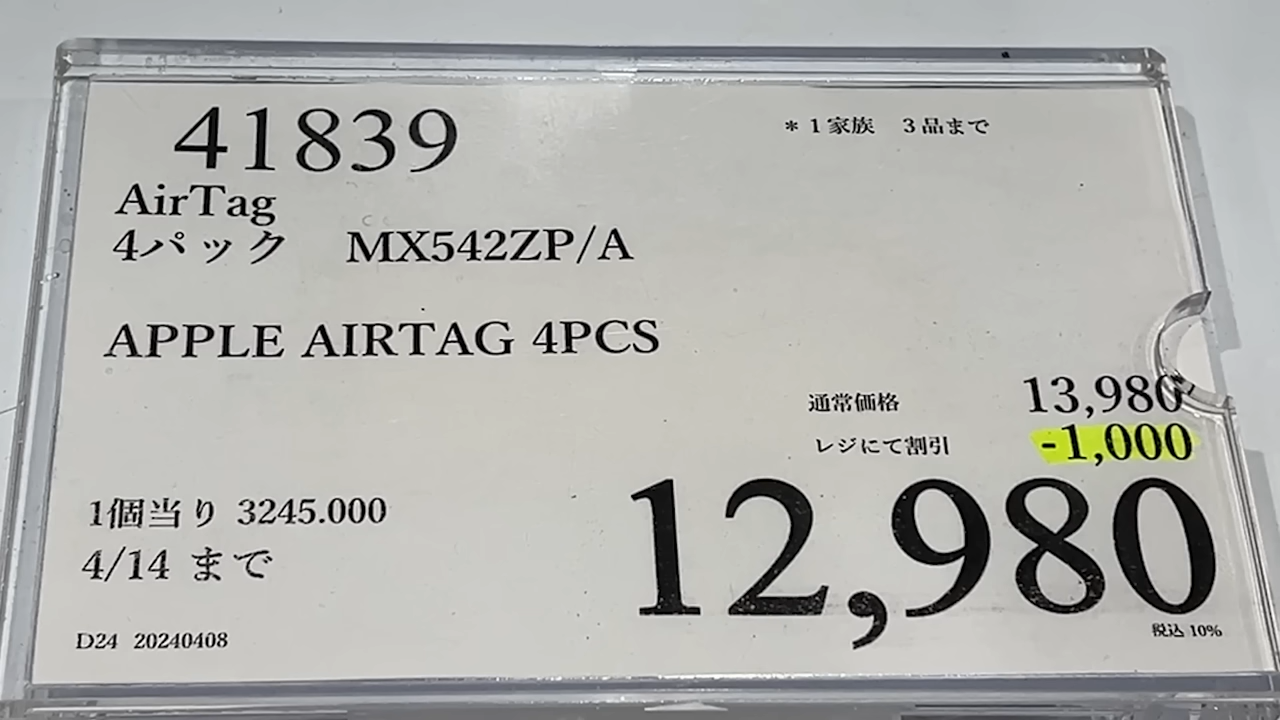 41839
＊1家族　3品まで
AirTag
4パック　MX542ZP/A
APPLE AIRTAG 4PCS
通常価格　13,980
レジにて割引　-1,000
12,980
1個当り 3245.000
4/14 まで
税込 10%
D24 20240408